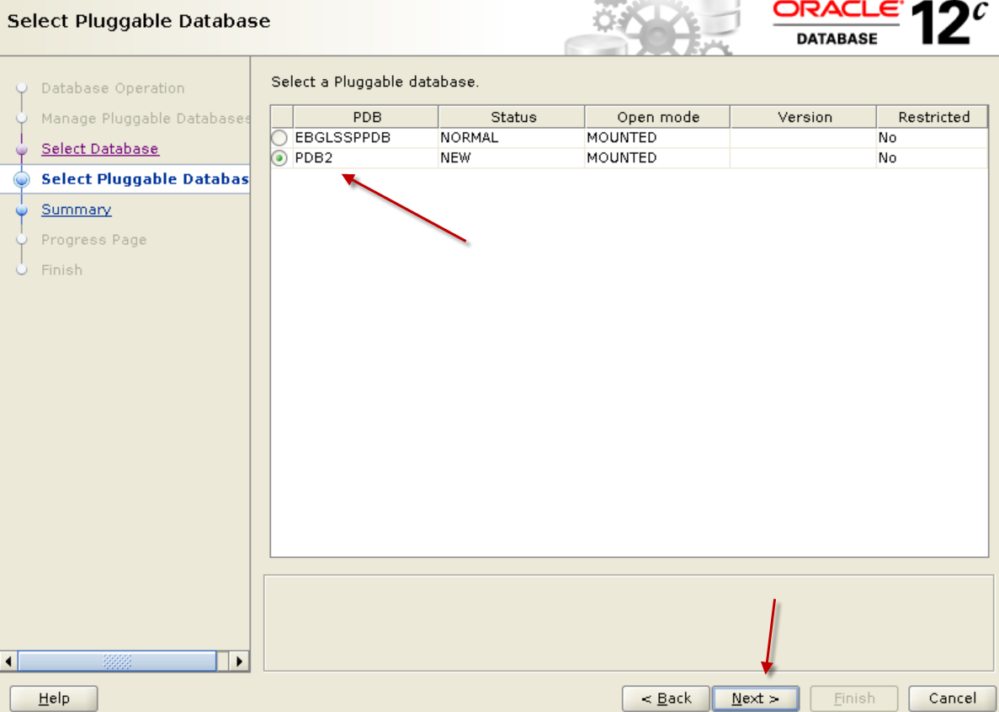 Select Pluggable Database
ORACLE 12c
DATABASE
Database Operation
Manage Pluggable Databases
Select Database
Select Pluggable Databas
Summary
Progress Page
Finish
Select a Pluggable database.
PDB Status Open mode Version Restricted
EBGLSSPPDB NORMAL MOUNTED No
PDB2 NEW MOUNTED No
Help < Back Next > Finish Cancel